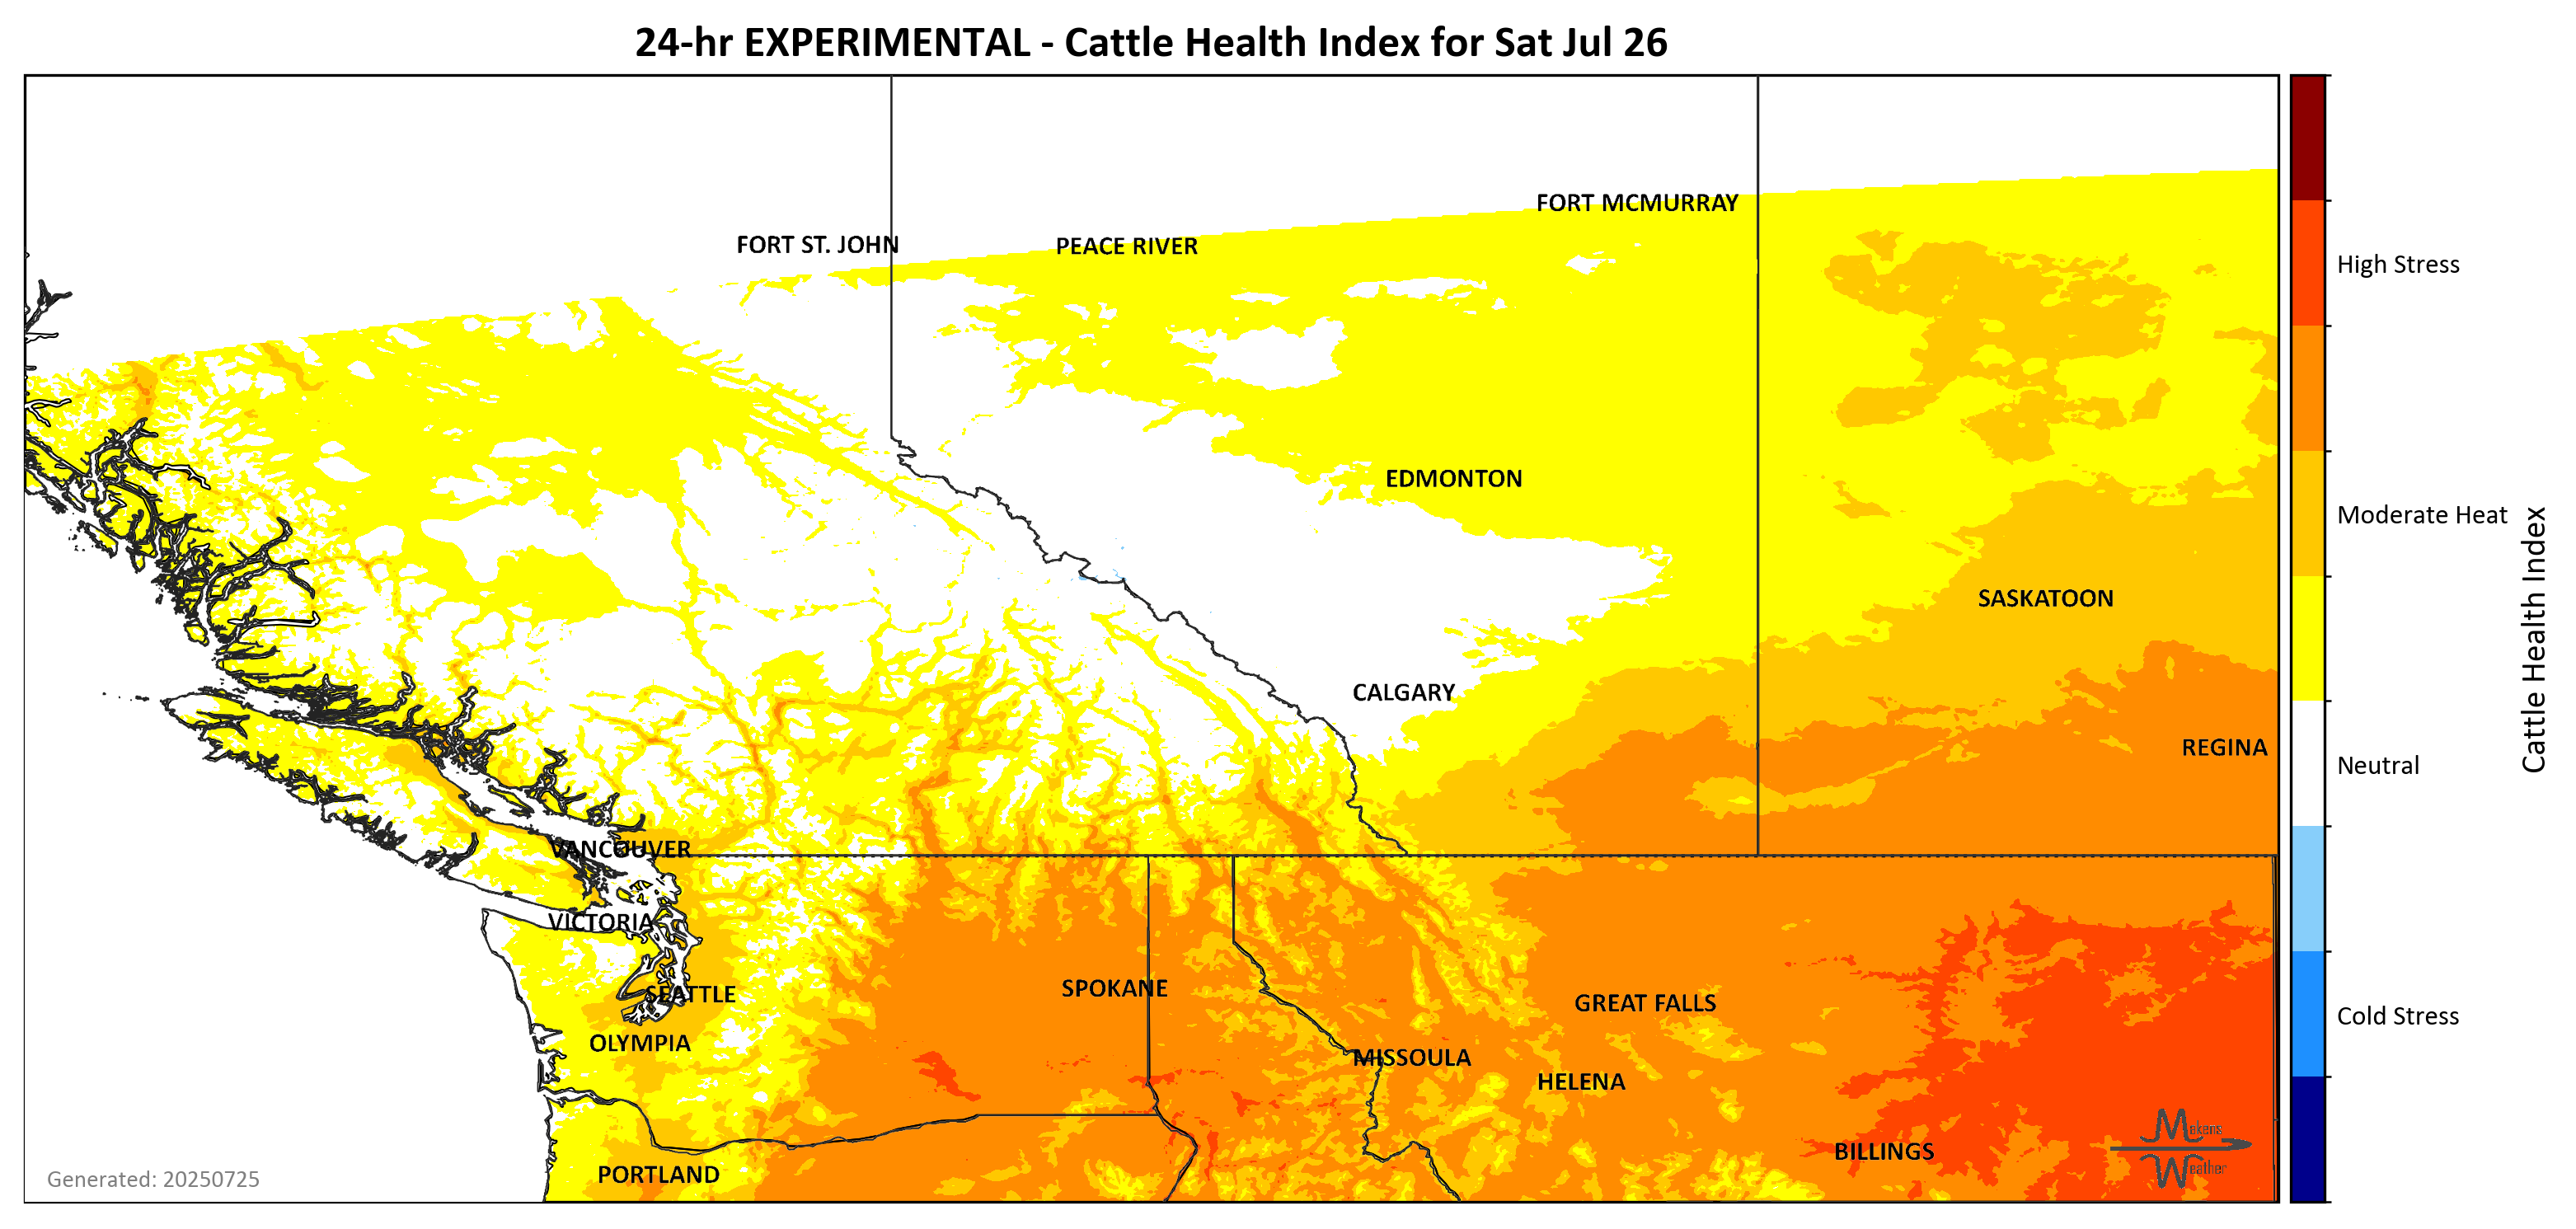 24-hr EXPERIMENTAL - Cattle Health Index for Sat Jul 26
FORT MCMURRAY
FORT ST. JOHN
PEACE RIVER
High Stress
EDMONTON
Moderate Heat
SASKATOON
Cattle Health Index
CALGARY
REGINA
Neutral
VANCOUVER
VICTORIA
SPOKANE
SEATTLE
GREAT FALLS
Cold Stress
OLYMPIA
MISSOULA
HELENA
Makens
BILLINGS
Weather
PORTLAND
Generated: 20250725